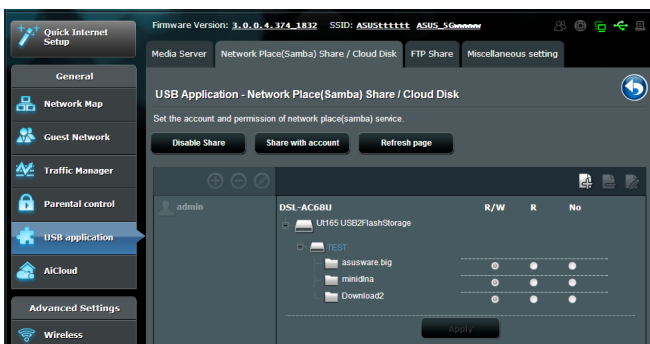 Quick Internet
Setup
Firmware Version: 3.0.0.4.374_1832 SSID: ASUStttttt ASUS_5Gnnnnn
Media Server Network Place(Samba) Share / Cloud Disk FTP Share Miscellaneous setting
General
Network Map
Guest Network
Traffic Manager
Parental control
USB application
AiCloud
Advanced Settings
Wireless
USB Application - Network Place(Samba) Share / Cloud Disk
Set the account and permission of network place(samba) sevice.
Disable Share Share with account Refresh page
admin
DSL-AC68U R/W R No
Ut165 USB2FlashStorage
TEST
asusware.big
minidlna
Download2
Apply